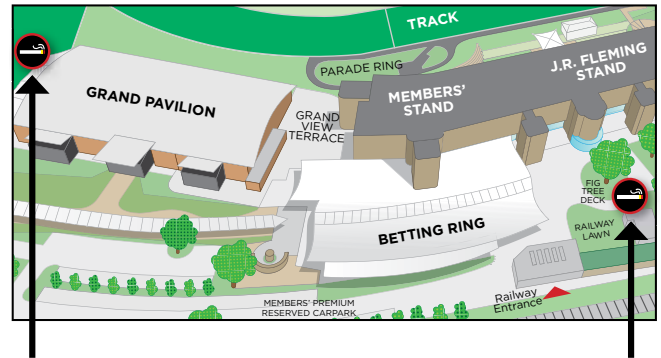 TRACK
PARADE RING
J.R. FLEMING
STAND
GRAND PAVILION
MEMBERS'
STAND
GRAND
VIEW
TERRACE
FIG
TREE
DECK
RAILWAY
LAWN
BETTING RING
Railway
Entrance
MEMBERS' PREMIUM
RESERVED CARPARK